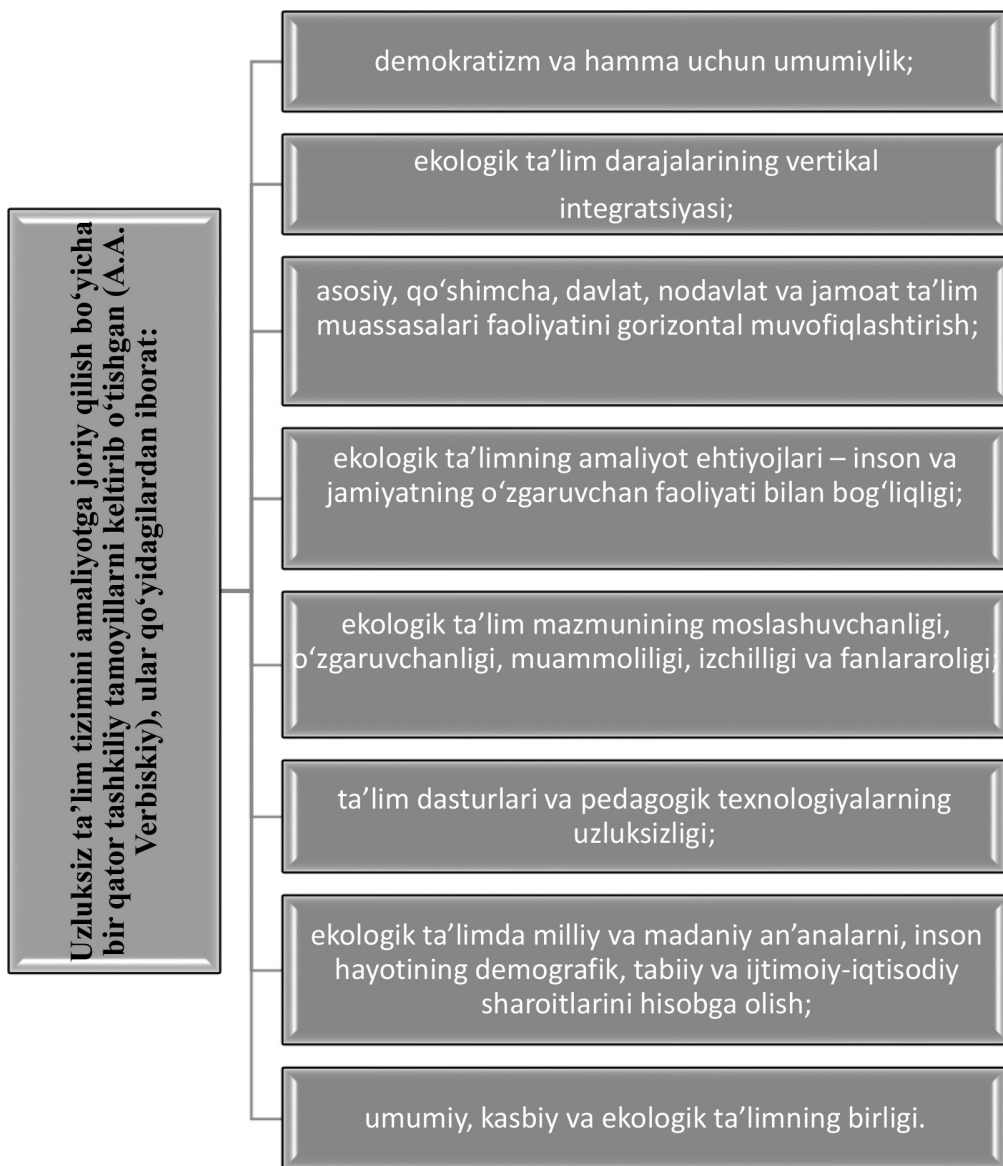 Uzluksiz ta’lim tizimini amaliyotga joriy qilish bo‘yicha
bir qator tashkiliy tamoyillarni keltirib o‘tishgan (A.A.
Verbiskiy), ular qo‘yidagilardan iborat:
demokratizm va hamma uchun umumiylik;
ekologik ta’lim darajalarining vertikal
integratsiyasi;
asosiy, qo‘shimcha, davlat, nodavlat va jamoat ta’lim
muassasalari faoliyatini gorizontal muvofiqlashtirish;
ekologik ta’limning amaliyot ehtiyojlari – inson va
jamiyatning o‘zgaruvchan faoliyati bilan bog‘liqligi;
ekologik ta’lim mazmunining moslashuvchanligi,
o‘zgaruvchanligi, muammoliligi, izchilligi va fanlararoligi;
ta’lim dasturlari va pedagogik texnologiyalarning
uzluksizligi;
ekologik ta’limda milliy va madaniy an’analarni, inson
hayotining demografik, tabiiy va ijtimoiy-iqtisodiy
sharoitlarini hisobga olish;
umumiy, kasbiy va ekologik ta’limning birligi.